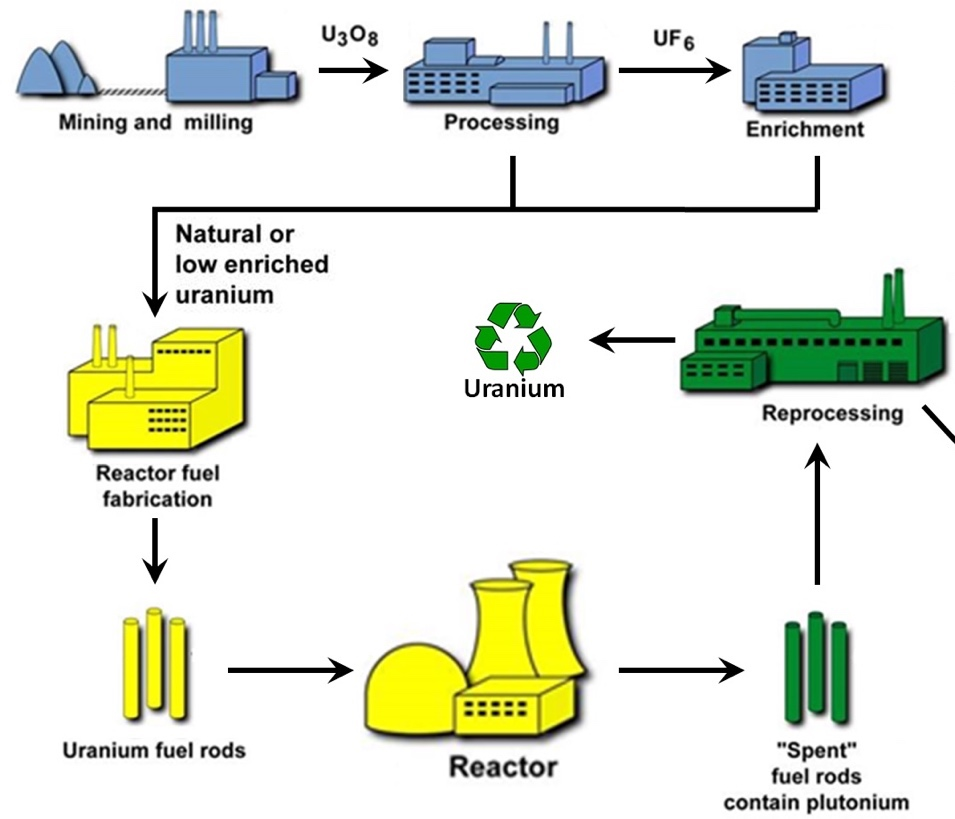 U₃O₈
UF₆
Mining and milling
Processing
Enrichment
Natural or
low enriched
uranium
Uranium
Reprocessing
Reactor fuel
fabrication
Uranium fuel rods
Reactor
"Spent"
fuel rods
contain plutonium